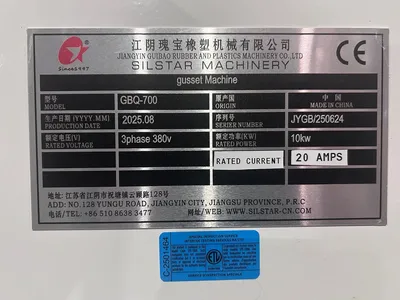 江阴瑰宝橡塑机械有限公司
JIANGYIN GUIDAO RUBBER AND PLASTICS MACHINERY CO.,LTD
SILSTAR MACHINERY
Since1997
CE
gusset Machine
型号 MODEL GBQ-700 原产国 ORIGIN 中国 CHINA
生产日期 (YYYY.MM) PRODUCTION DATE 2025.08 序列号 SERIAL NUMBER JYGB/250624
额定电压(V) RATED VOLTAGE 3phase 380v 额定功率(KW) RATED POWER(KW) 10kw
RATED CURRENT 20 AMPS
地址:江苏省江阴市祝塘镇云顾路128号
ADD: NO.128 YUNGU ROAD, JIANGYIN CITY, JIANGSU PROVINCE, P.R.C
电话/TEL: +86 510 8638 3477 网址/WEB: WWW.SILSTAR-CN.COM
C-2501464